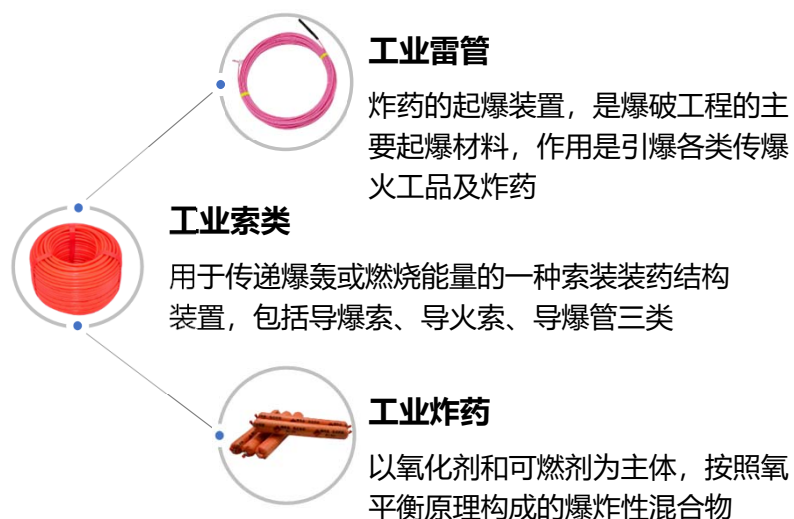 工业雷管
炸药的起爆装置，是爆破工程的主
要起爆材料，作用是引爆各类传爆
火工品及炸药
工业索类
用于传递爆轰或燃烧能量的一种索装装药结构
装置，包括导爆索、导火索、导爆管三类
工业炸药
以氧化剂和可燃剂为主体，按照氧
平衡原理构成的爆炸性混合物